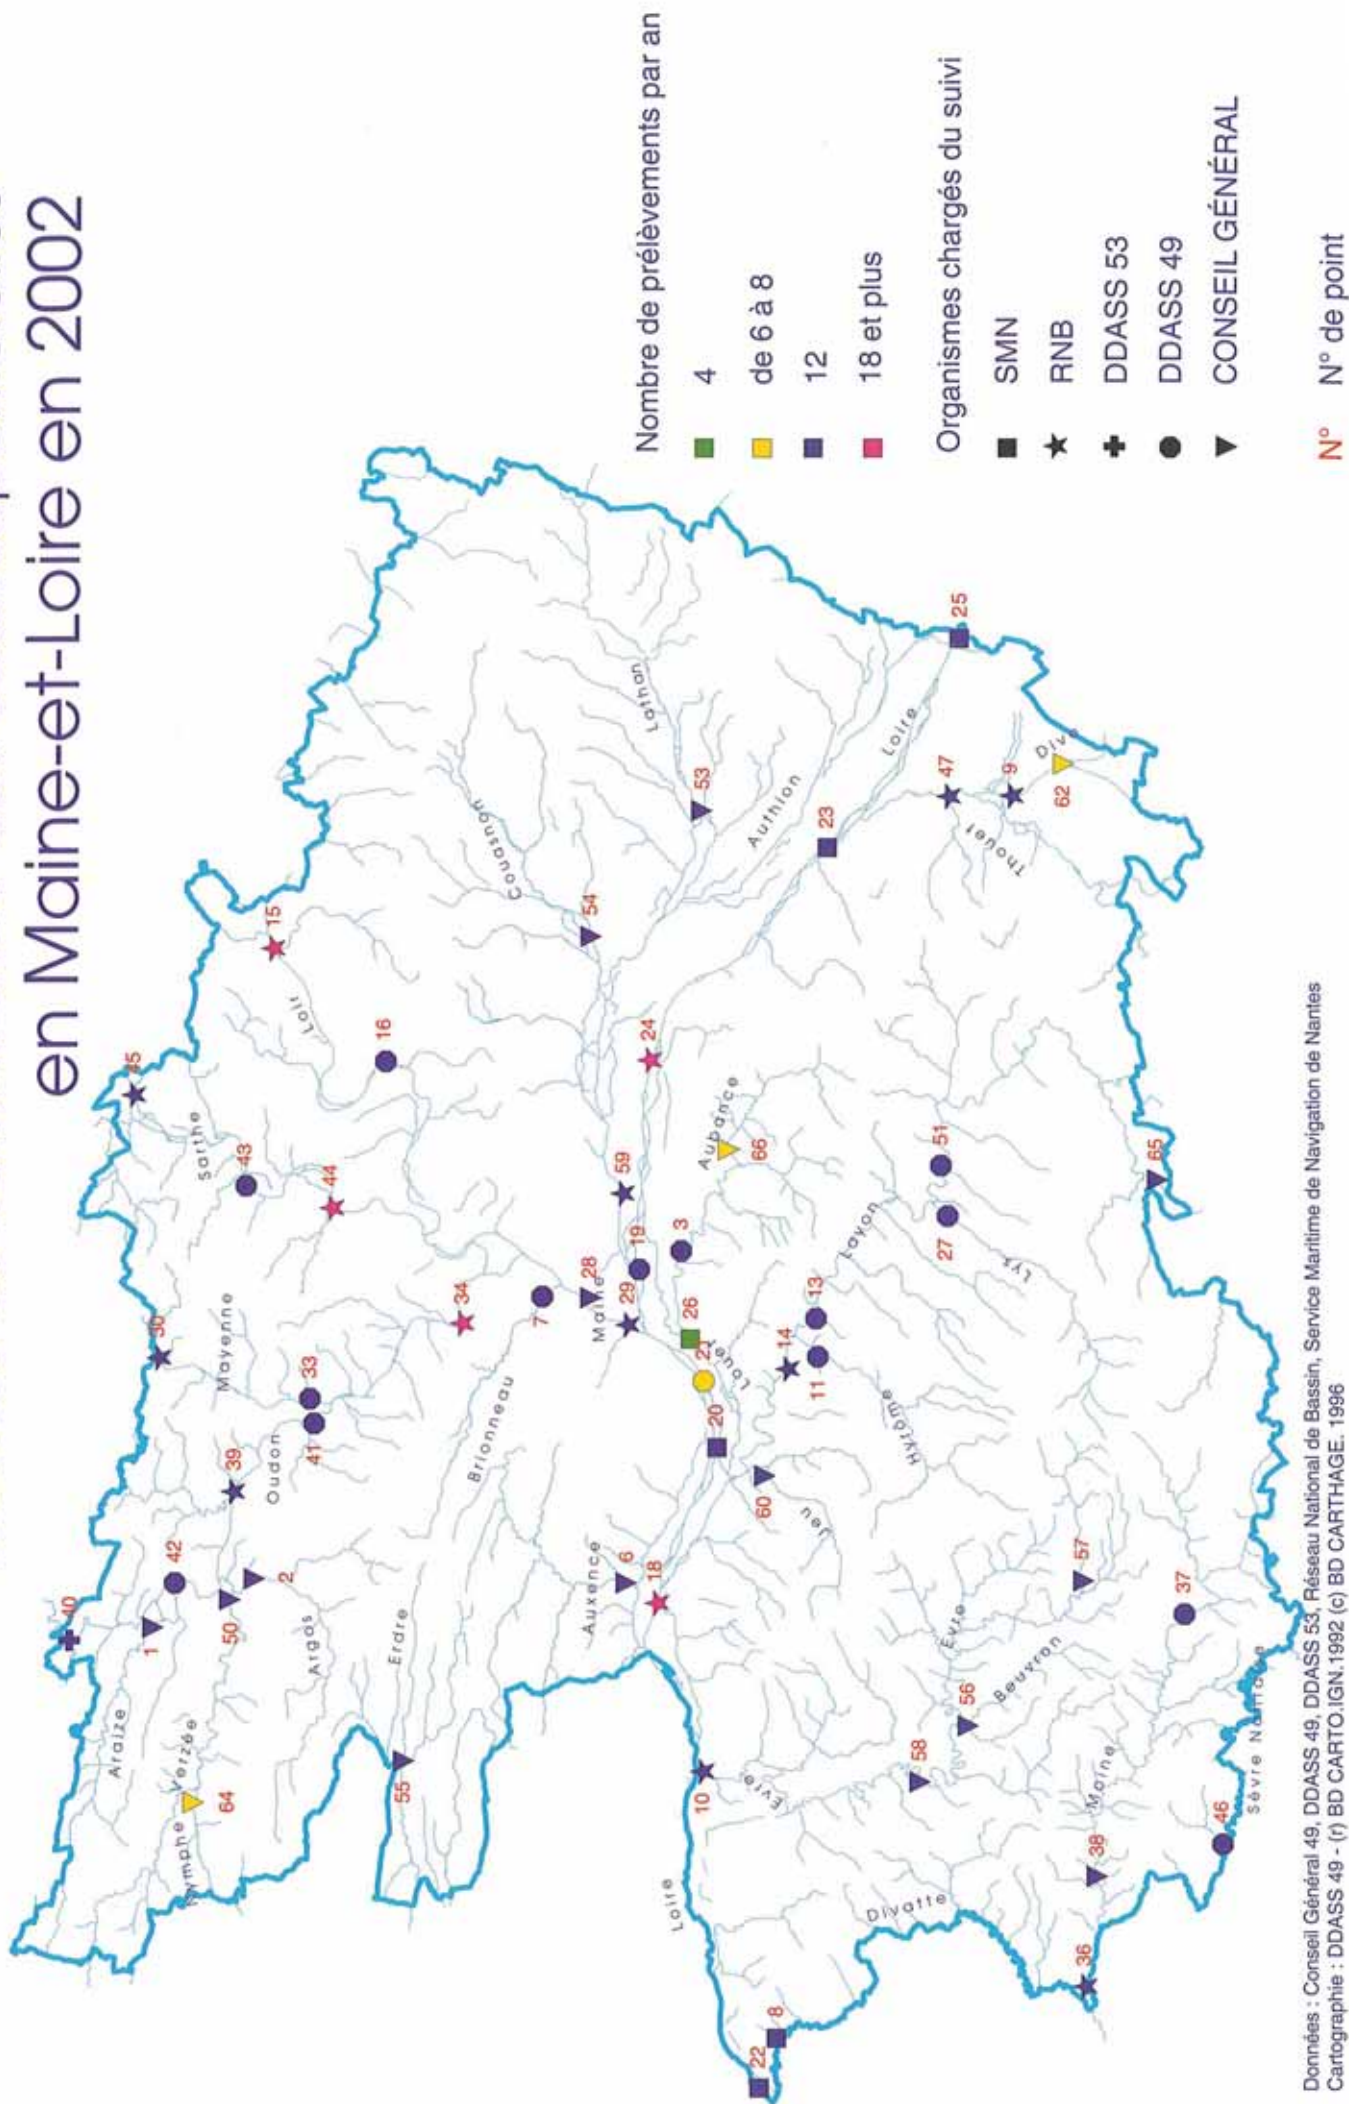 en Maine-et-Loire en 2002
Nombre de prélèvements par an
4
de 6 à 8
12
18 et plus
Organismes chargés du suivi
SMN
RNB
DDASS 53
DDASS 49
CONSEIL GÉNÉRAL
N° N° de point
40
45
Araize
1
42
30
Sarthe
Nymphe
Verzée
64
50
2
39
Mayenne
43
15
Argos
Oudon
41
33
44
Loir
16
55
Erdre
Brionneau
34
7
Couasnon
54
Auxence
6
18
Maine
28
29
19
59
24
Lathan
53
Authion
Loire
10
Evre
20
21
26
3
Louet
Aubance
66
23
Loire
25
22
8
60
Jeu
14
11
13
Layon
Hyrôme
27
51
Lys
47
9
Thouet
62
Dive
Divatte
58
56
Evre
Beuvron
57
36
38
Moine
37
65
46
Sèvre Nantaise
Données : Conseil Général 49, DDASS 49, DDASS 53, Réseau National de Bassin, Service Maritime de Navigation de Nantes
Cartographie : DDASS 49 - (r) BD CARTO.IGN.1992 (c) BD CARTHAGE. 1996